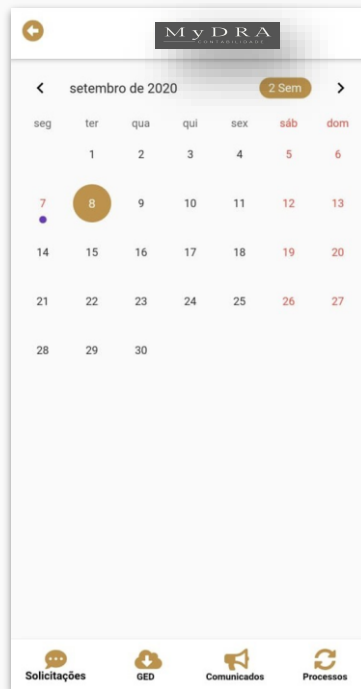 MYDRA
CONTABILIDADE
setembro de 2020 2 Sem
seg ter qua qui sex sáb dom
1 2 3 4 5 6
7 8 9 10 11 12 13
14 15 16 17 18 19 20
21 22 23 24 25 26 27
28 29 30
Solicitações GED Comunicados Processos